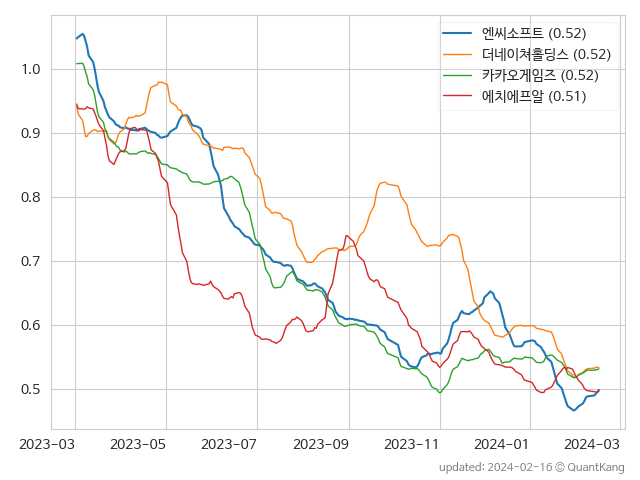 엔씨소프트 (0.52)
더네이쳐홀딩스 (0.52)
카카오게임즈 (0.52)
에치에프알 (0.51)
1.0
0.9
0.8
0.7
0.6
0.5
2023-03 2023-05 2023-07 2023-09 2023-11 2024-01 2024-03
updated: 2024-02-16 © QuantKang